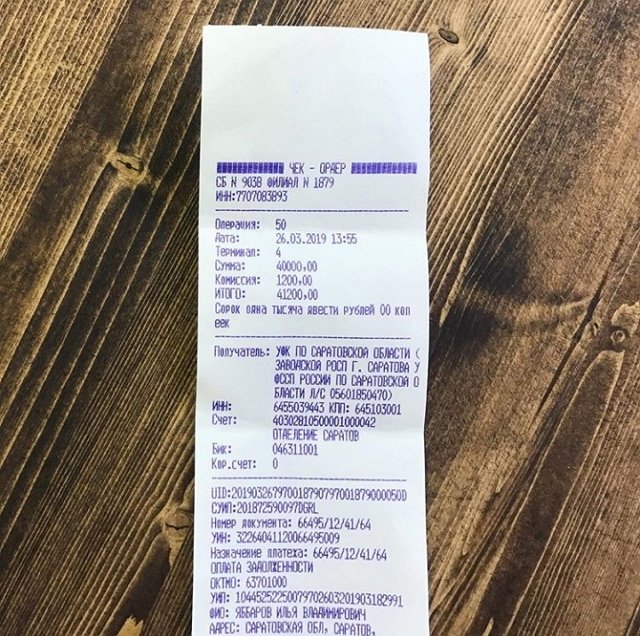 ЧЕК - ОРДЕР
СБ N 9038 ФИЛИАЛ N 1879
ИНН:7707083893
Операция: 50
Дата: 26.03.2019 13:55
Терминал: 4
Сумма: 40000,00
Комиссия: 1200,00
ИТОГО: 41200,00
Сорок одна тысяча двести рублей 00 коп
еек
Получатель: УФК ПО САРАТОВСКОЙ ОБЛАСТИ (
ЗАВОДСКОЙ РОСП Г. САРАТОВА У
ФССП РОССИИ ПО САРАТОВСКОЙ О
БЛАСТИ Л/С 05601850470)
ИНН: 6455039443 КПП: 645103001
Счет: 40302810500001000042
ОТДЕЛЕНИЕ САРАТОВ
Бик: 046311001
Кор.счет: 0
UID:201903267970018790797001879000050D
СУИП:201872590097DGRL
Номер документа: 66495/12/41/64
УИН: 32264041120066495009
Назначение платежа: 66495/12/41/64
ОПЛАТА ЗАДОЛЖЕННОСТИ
ОКТМО: 63701000
УИП: 10445252250079702603201903182991
ФИО: ЯББАРОВ ИЛЬЯ ВЛАДИМИРОВИЧ
АДРЕС: САРАТОВСКАЯ ОБЛ, САРАТОВ,